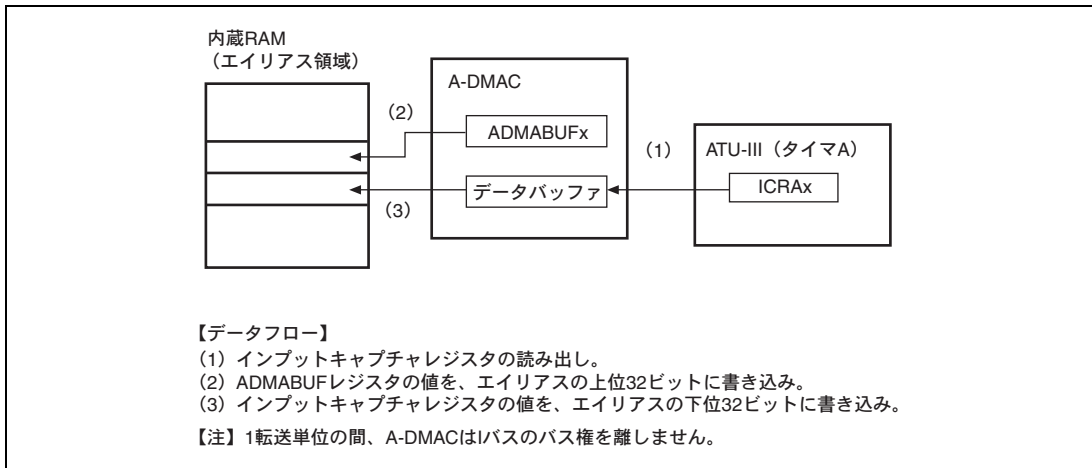 内蔵RAM
（エイリアス領域）
A-DMAC
（2）
ADMABUFx
（1）
ATU-III（タイマA）
ICRAx
データバッファ
（3）
【データフロー】
（1）インプットキャプチャレジスタの読み出し。
（2）ADMABUFレジスタの値を、エイリアスの上位32ビットに書き込み。
（3）インプットキャプチャレジスタの値を、エイリアスの下位32ビットに書き込み。
【注】1転送単位の間、A-DMACはIバスのバス権を離しません。